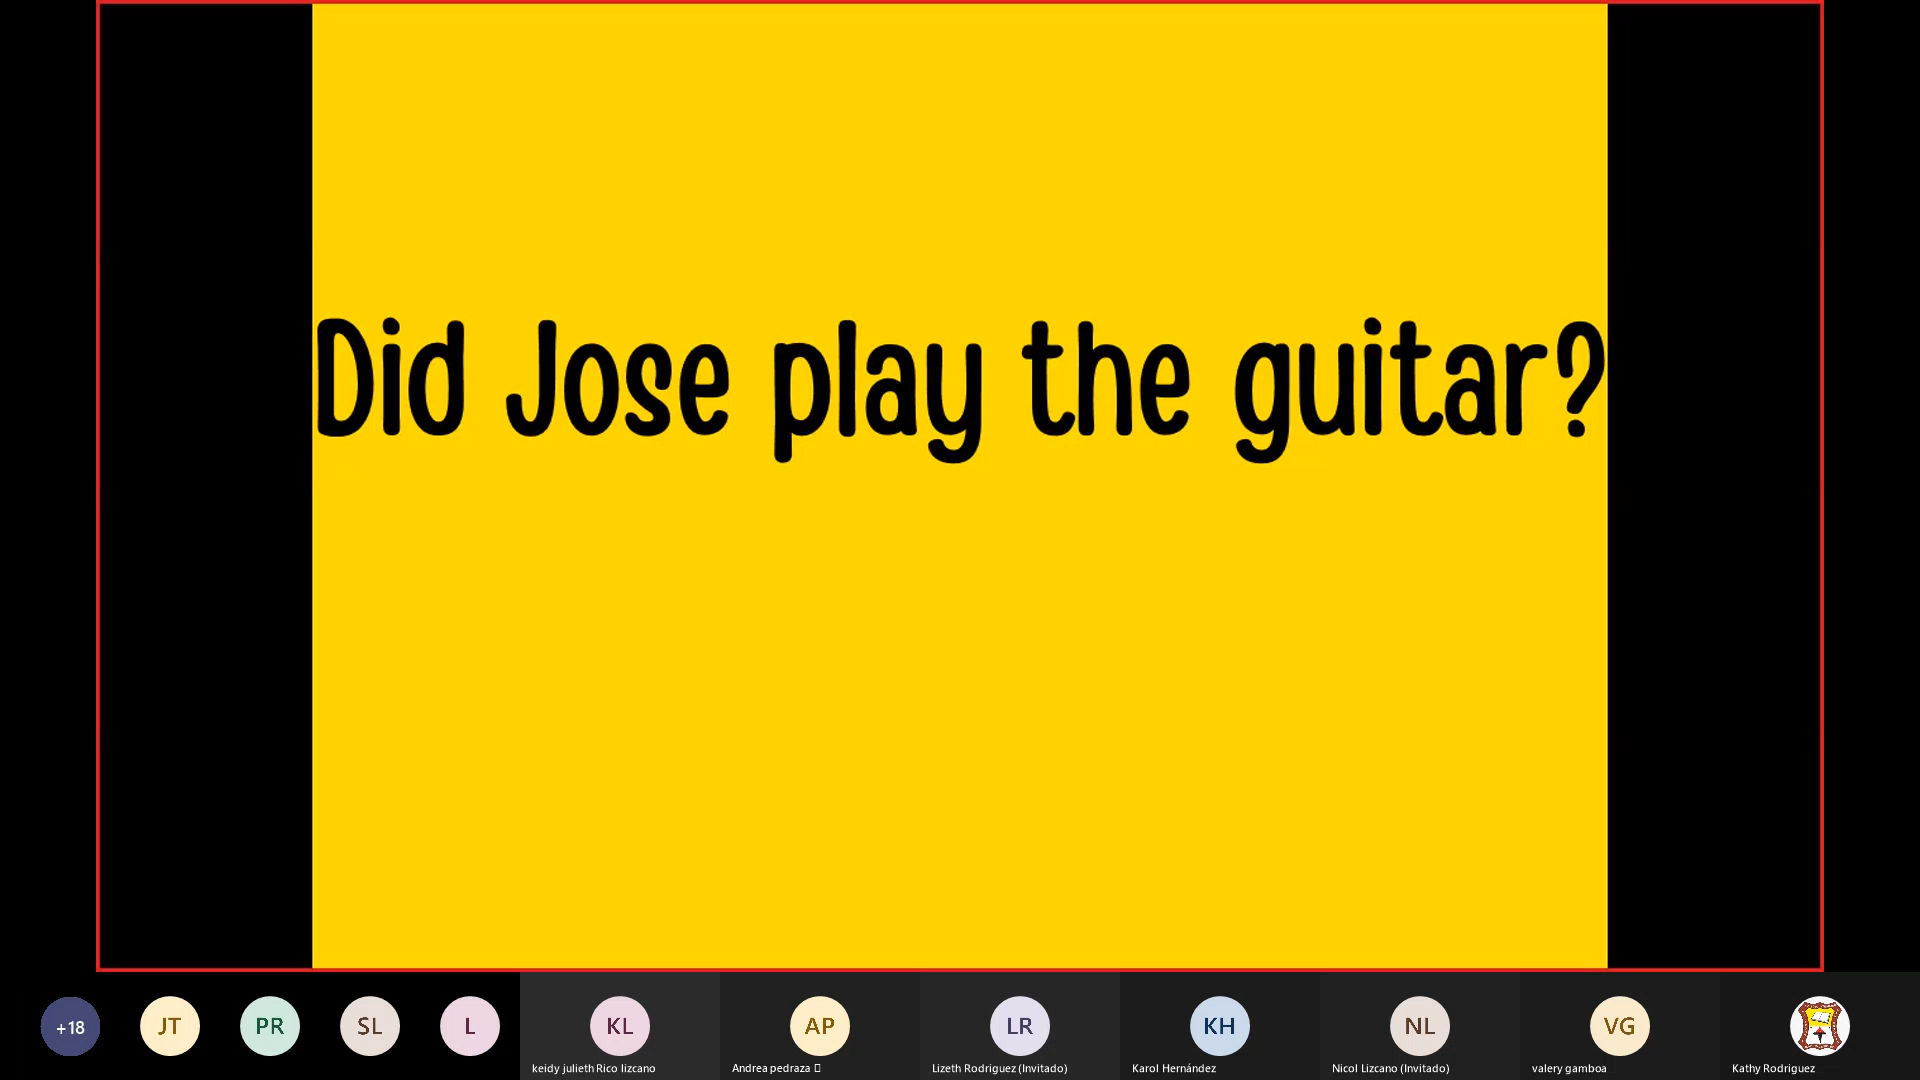 Did Jose play the guitar?
+18
JT
PR
SL
L
KL
AP
LR
KH
NL
VG
keidy julieth Rico lizcano
Andrea pedraza
Lizeth Rodriguez (Invitado)
Karol Hernández
Nicol Lizcano (Invitado)
valery gamboa
Kathy Rodriguez